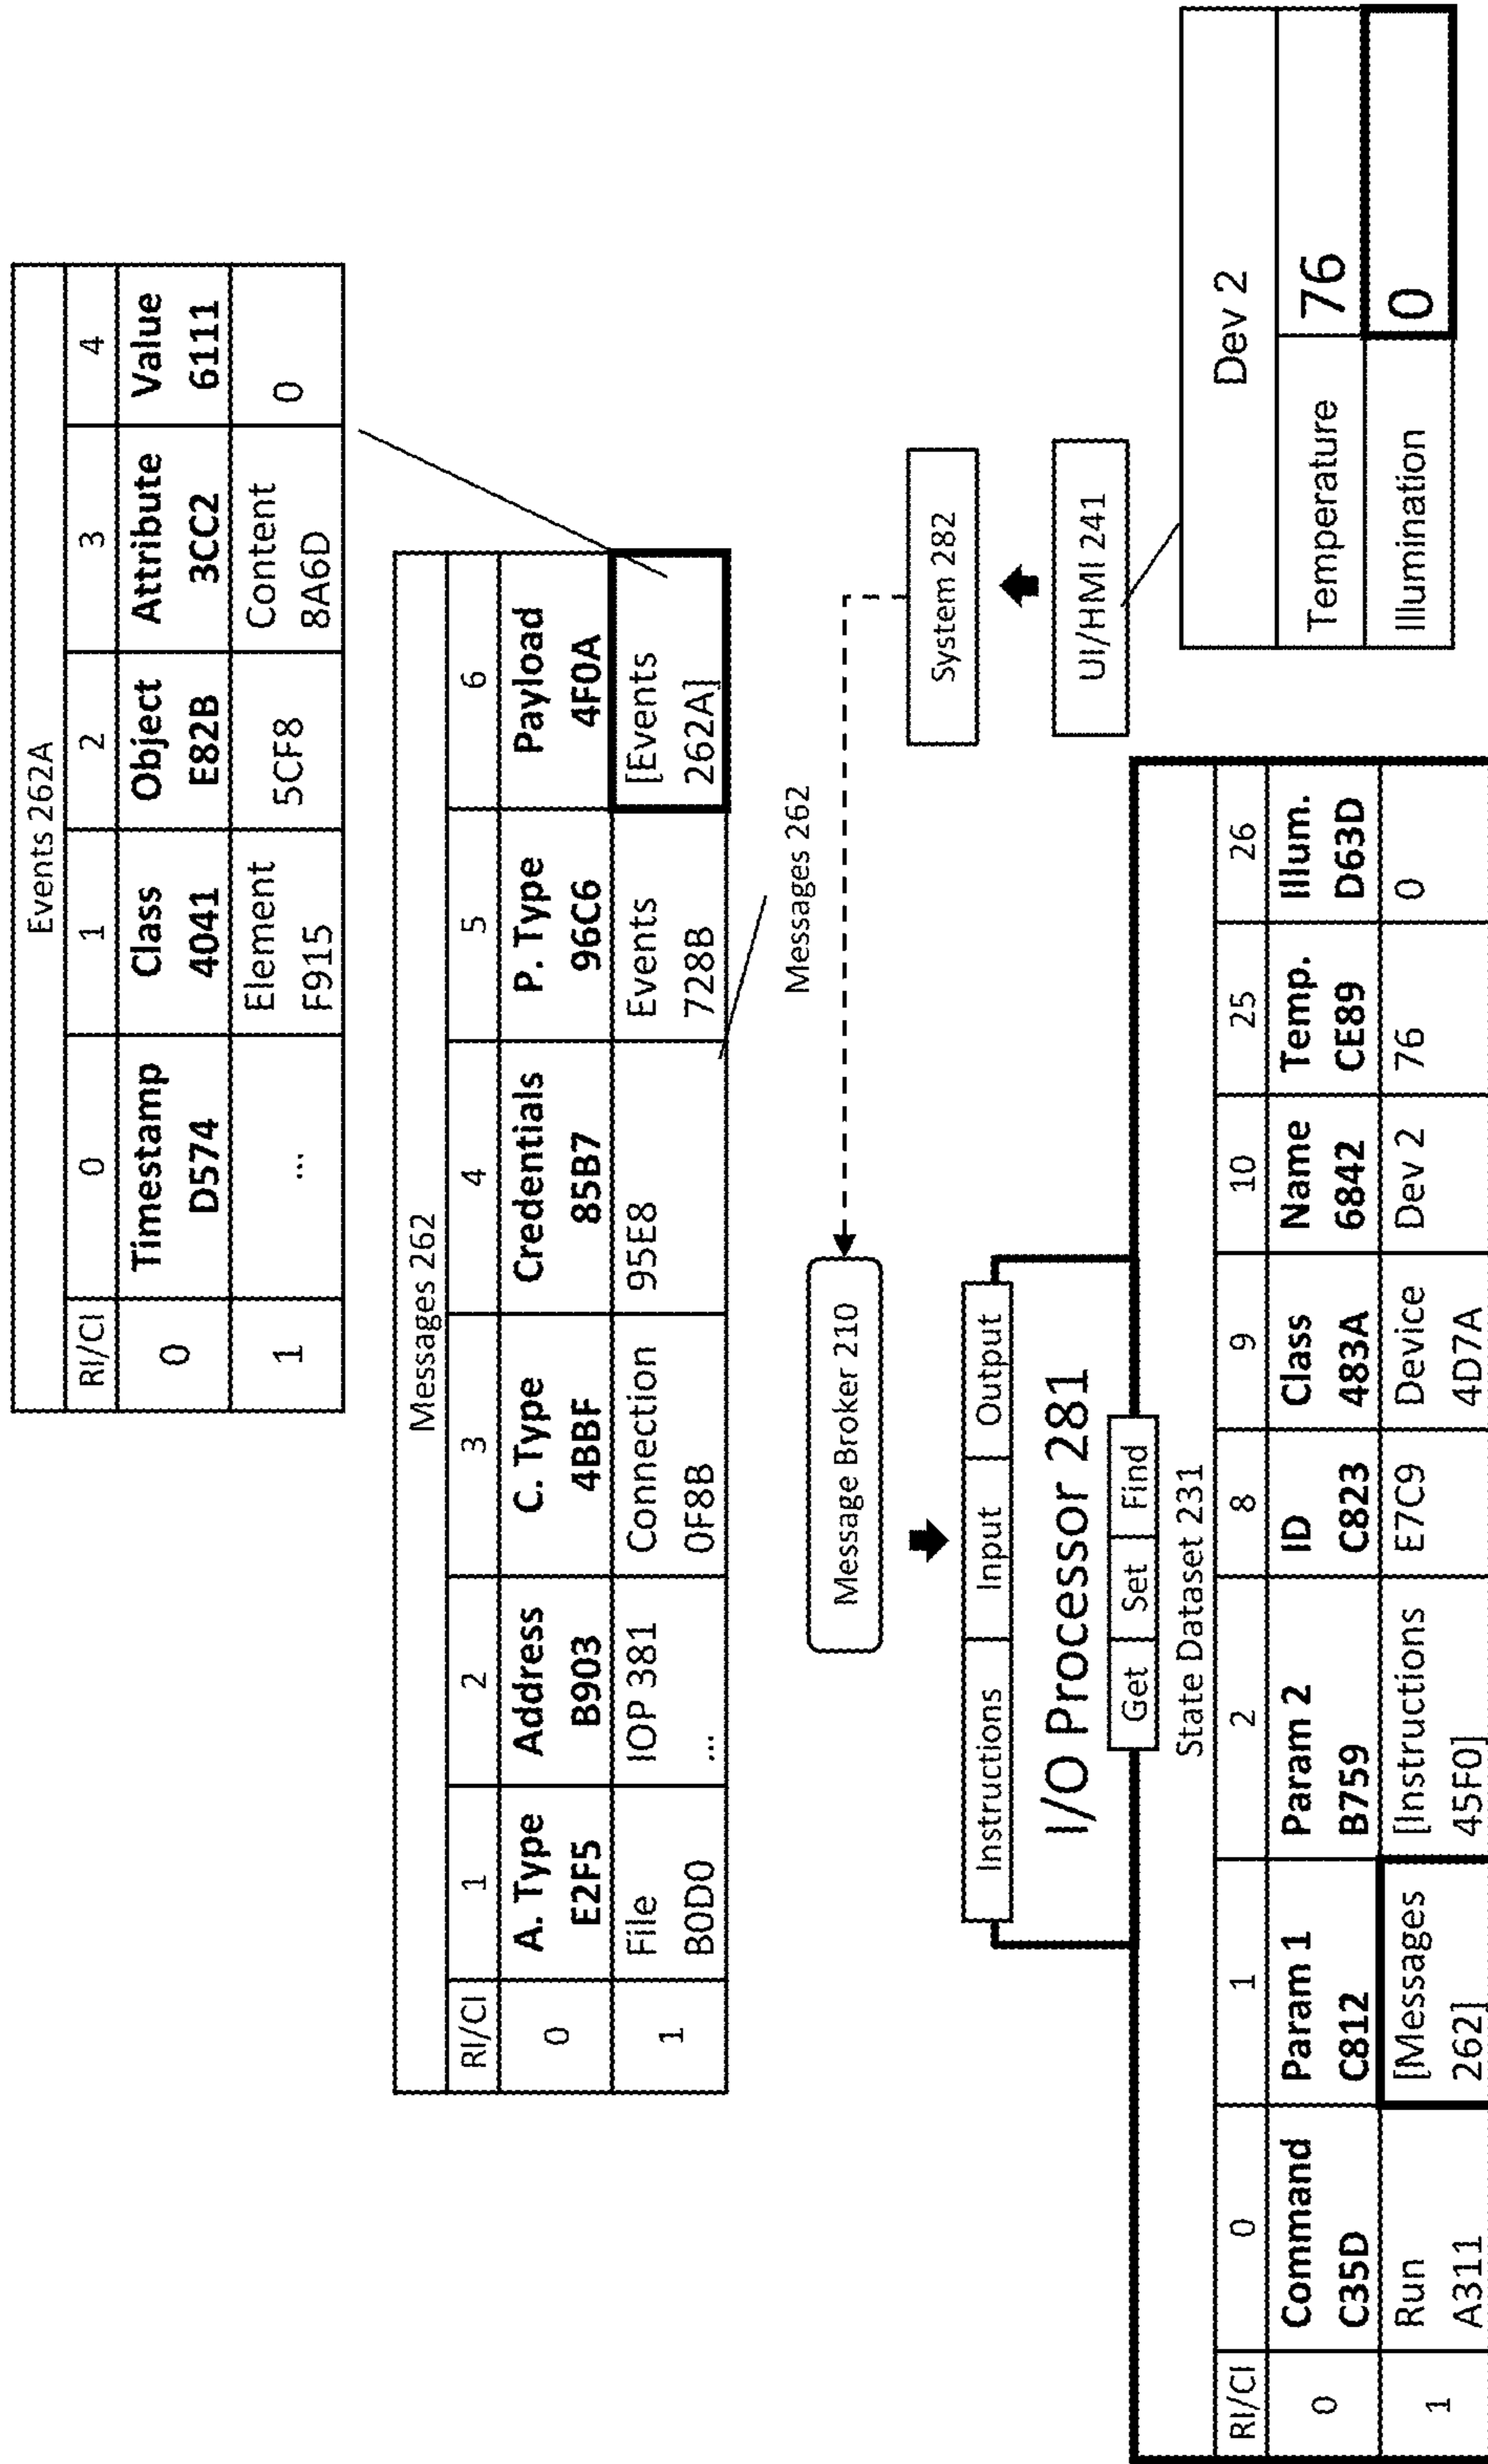 Events 262A
RI/CI 0 1 2 3 4
0 Timestamp Class Object Attribute Value
D574 4041 E82B 3CC2 6111
1 ... Element 5CF8 Content 0
F915 8A6D
Messages 262
RI/CI 1 2 3 4 5 6
0 A. Type Address C. Type Credentials P. Type Payload
E2F5 B903 4BBF 85B7 96C6 4F0A
1 File IOP 381 Connection 95E8 Events [Events
B0D0 ... 0F8B 728B 262A]
Messages 262
Message Broker 210
System 282
UI/HMI 241
Instructions Input Output
I/O Processor 281
Get Set Find
State Dataset 231
RI/CI 0 1 2 8 9 10 25 26
0 Command Param 1 Param 2 ID Class Name Temp. Illum.
C35D C812 B759 C823 483A 6842 CE89 D63D
1 Run [Messages [Instructions E7C9 Device Dev 2 76 0
A311 262] 45F0] 4D7A
Dev 2
Temperature 76
Illumination 0